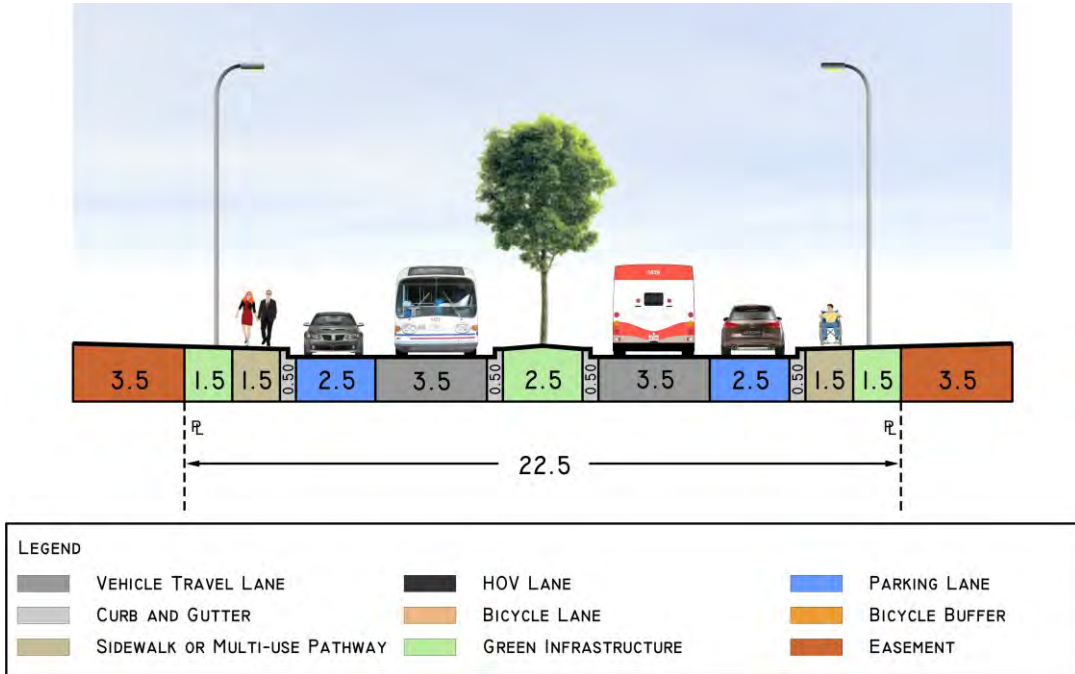 3.5 1.5 1.5 0.50 2.5 3.5 0.50 2.5 0.50 3.5 2.5 0.50 1.5 1.5 3.5
PL PL
22.5
LEGEND
VEHICLE TRAVEL LANE HOV LANE PARKING LANE
CURB AND GUTTER BICYCLE LANE BICYCLE BUFFER
SIDEWALK OR MULTI-USE PATHWAY GREEN INFRASTRUCTURE EASEMENT